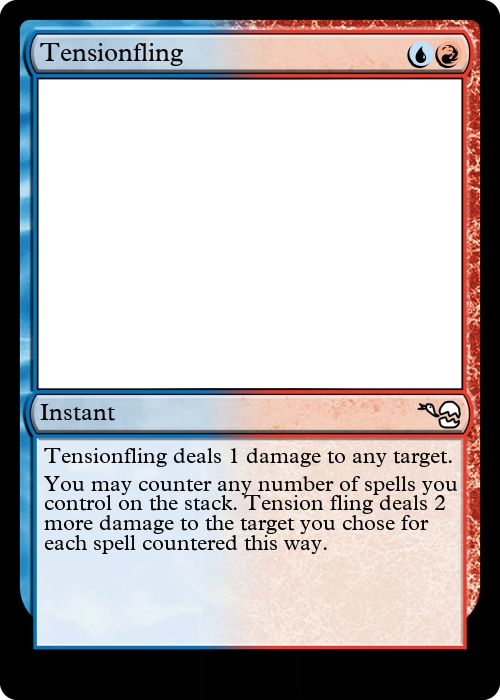 Tensionfling
Instant
Tensionfling deals 1 damage to any target.
You may counter any number of spells you
control on the stack. Tension fling deals 2
more damage to the target you chose for
each spell countered this way.